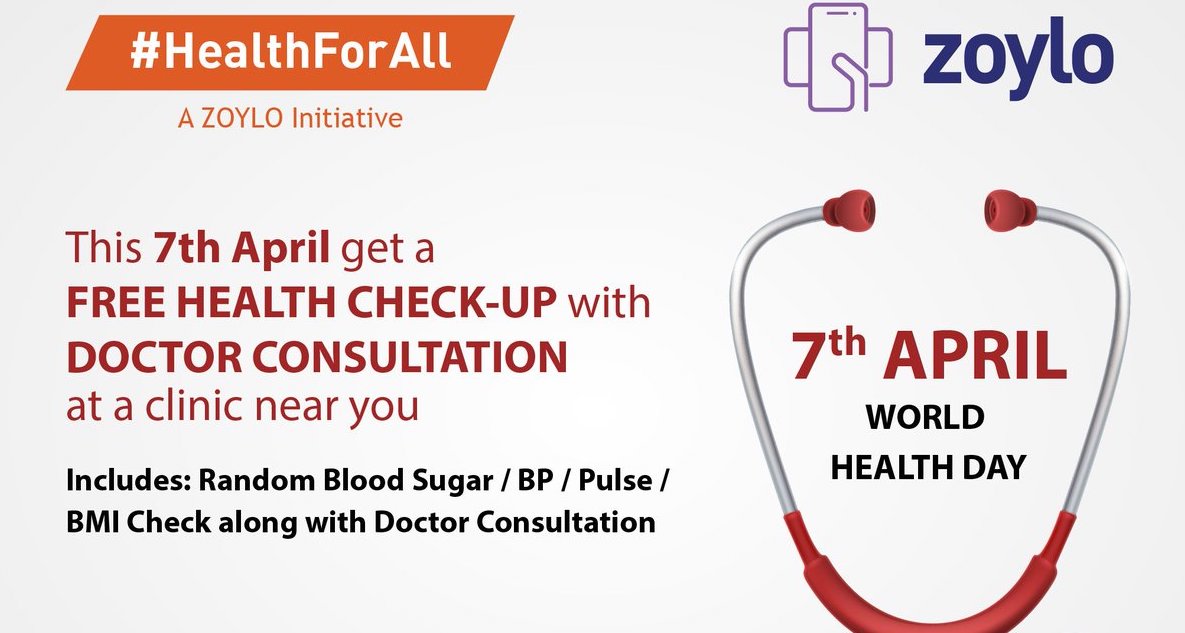 #HealthForAll
A ZOYLO Initiative
zoylo
This 7th April get a
FREE HEALTH CHECK-UP with
DOCTOR CONSULTATION
at a clinic near you
Includes: Random Blood Sugar / BP / Pulse /
BMI Check along with Doctor Consultation
7th APRIL
WORLD
HEALTH DAY